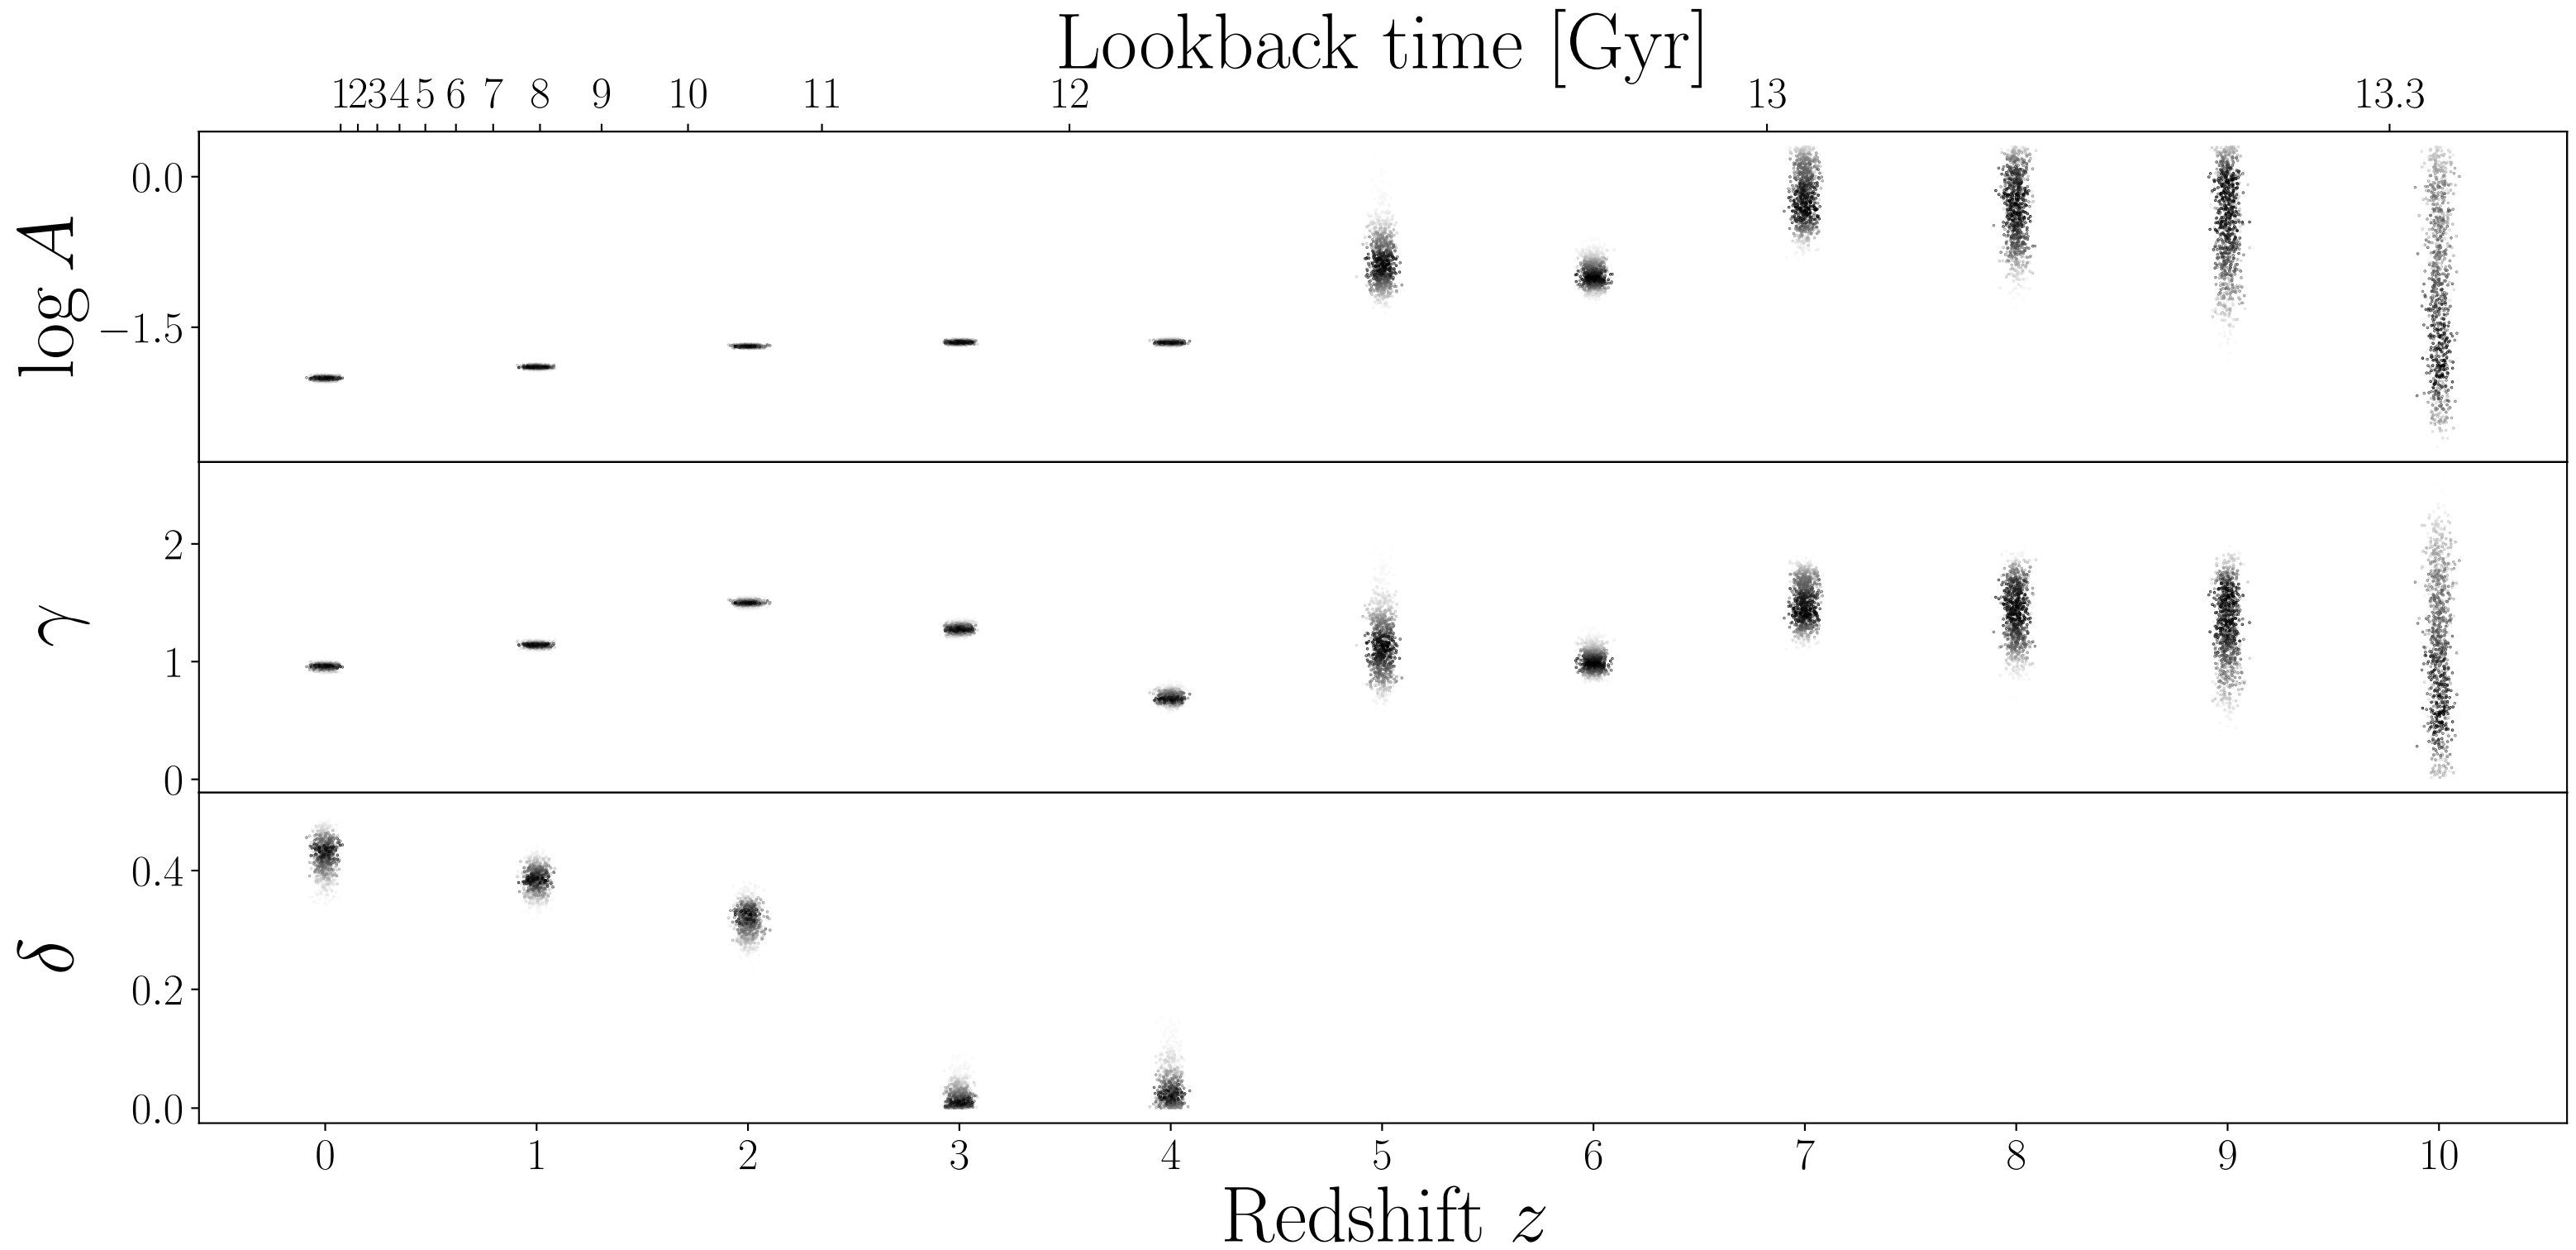 Lookback time [Gyr]
1 2 3 4 5 6 7 8 9 10 11 12 13 13.3
0.0
log A
−1.5
2
γ
1
0
0.4
δ
0.2
0.0
0 1 2 3 4 5 6 7 8 9 10
Redshift z